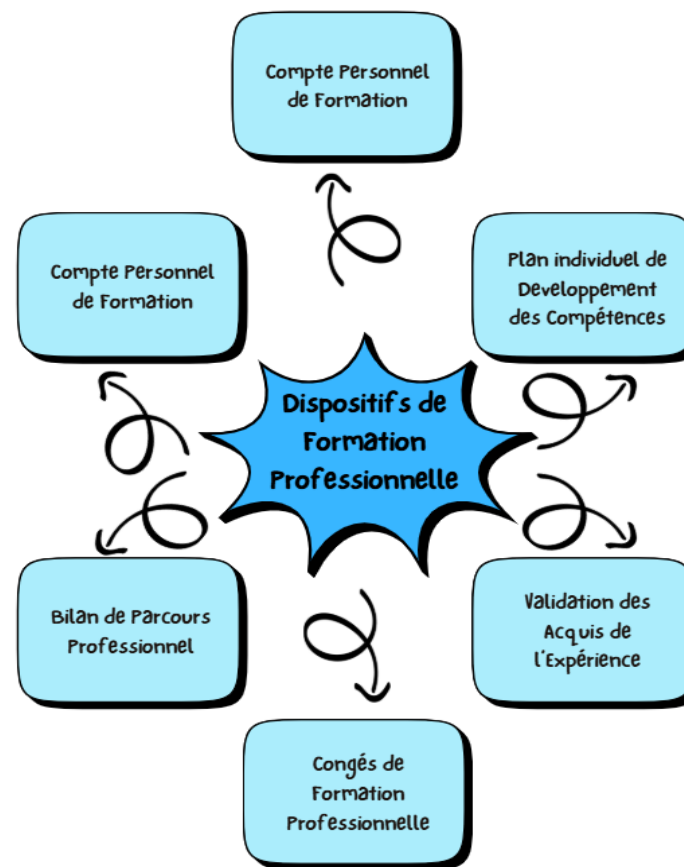 Compte Personnel
de Formation
Compte Personnel
de Formation
Plan individuel de
Developpement
des Compétences
Dispositifs de
Formation
Professionnelle
Bilan de Parcours
Professionnel
Validation des
Acquis de
l'Expérience
Congés de
Formation
Professionnelle